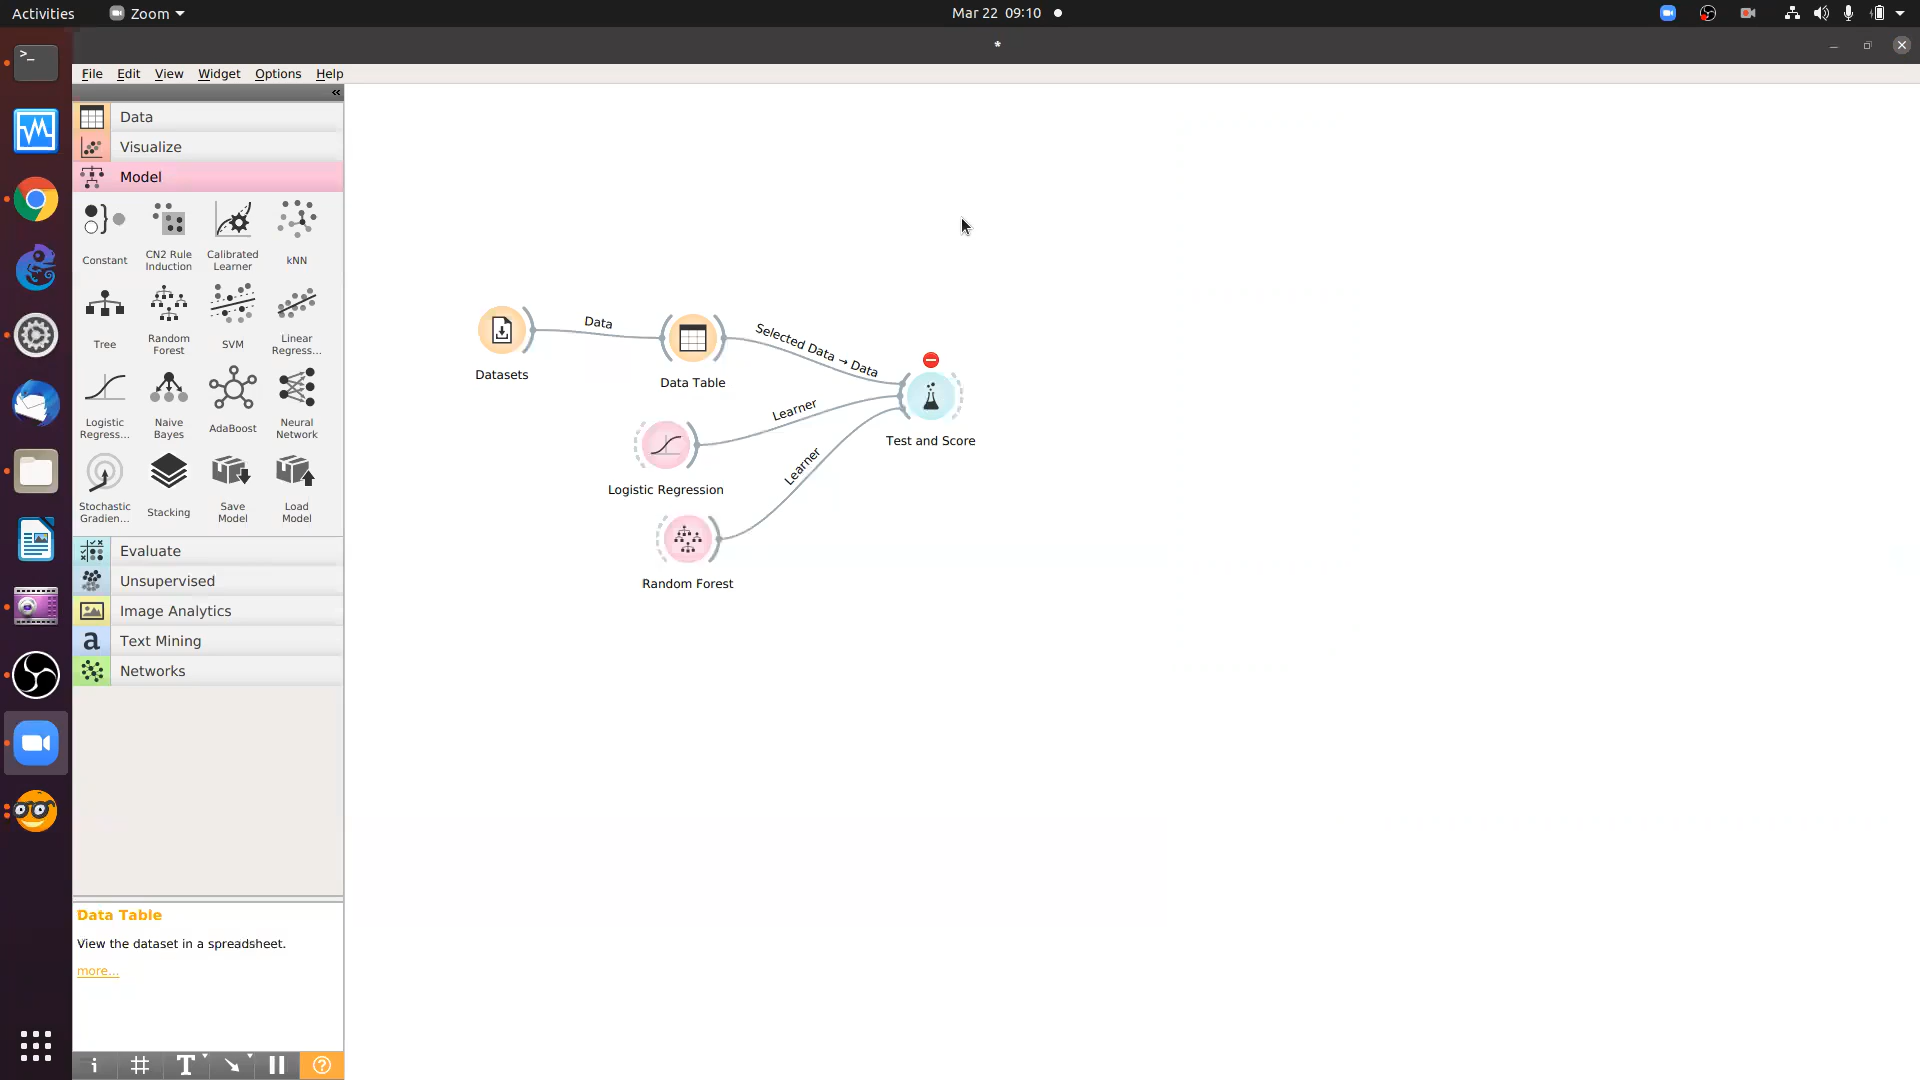 Activities
Zoom
Mar 22 09:10
*
File Edit View Widget Options Help
«
Data
Visualize
Model
Constant
CN2 Rule
Induction
Calibrated
Learner
kNN
Tree
Random
Forest
SVM
Linear
Regress...
Logistic
Regress...
Naive
Bayes
AdaBoost
Neural
Network
Stochastic
Gradien...
Stacking
Save
Model
Load
Model
Evaluate
Unsupervised
Image Analytics
a Text Mining
Networks
Datasets
Data
Data Table
Selected Data → Data
Learner
Logistic Regression
Learner
Random Forest
Test and Score
Data Table
View the dataset in a spreadsheet.
more...
i # T ?